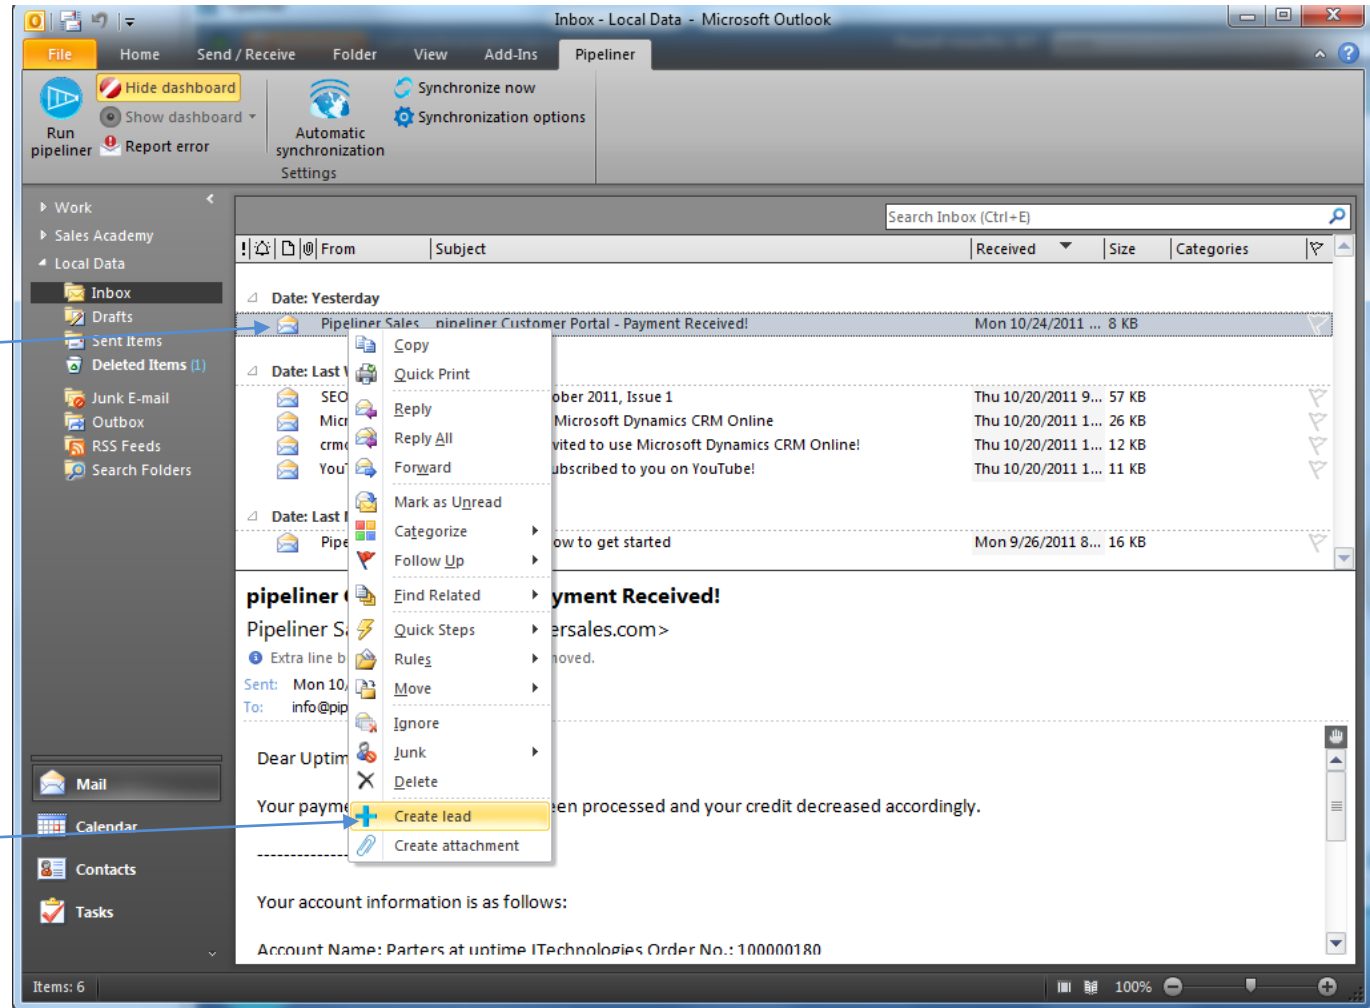 Inbox - Local Data - Microsoft Outlook
File Home Send / Receive Folder View Add-Ins Pipeliner
Run pipeliner
Hide dashboard
Show dashboard
Report error
Automatic synchronization
Synchronize now
Synchronization options
Settings
Work
Sales Academy
Local Data
Inbox
Drafts
Sent Items
Deleted Items (1)
Junk E-mail
Outbox
RSS Feeds
Search Folders
Mail
Calendar
Contacts
Tasks
Search Inbox (Ctrl+E)
! From Subject Received Size Categories
Date: Yesterday
Pipeliner Sales pipeliner Customer Portal - Payment Received! Mon 10/24/2011 ... 8 KB
Date: Last
SEO ober 2011, Issue 1 Thu 10/20/2011 9... 57 KB
Micr Microsoft Dynamics CRM Online Thu 10/20/2011 1... 26 KB
crmo vited to use Microsoft Dynamics CRM Online! Thu 10/20/2011 1... 12 KB
YouT ubscribed to you on YouTube! Thu 10/20/2011 1... 11 KB
Date: Last
Pipe ow to get started Mon 9/26/2011 8... 16 KB
Copy
Quick Print
Reply
Reply All
Forward
Mark as Unread
Categorize
Follow Up
Find Related
Quick Steps
Rules
Move
Ignore
Junk
Delete
Create lead
Create attachment
pipeliner yment Received!
Pipeliner Sa ersales.com>
Extra line b moved.
Sent: Mon 10/
To: info@pip
Dear Uptim
Your payme en processed and your credit decreased accordingly.
---------------
Your account information is as follows:
Account Name: Parters at uptime ITechnologies Order No.: 100000180
Items: 6
100%